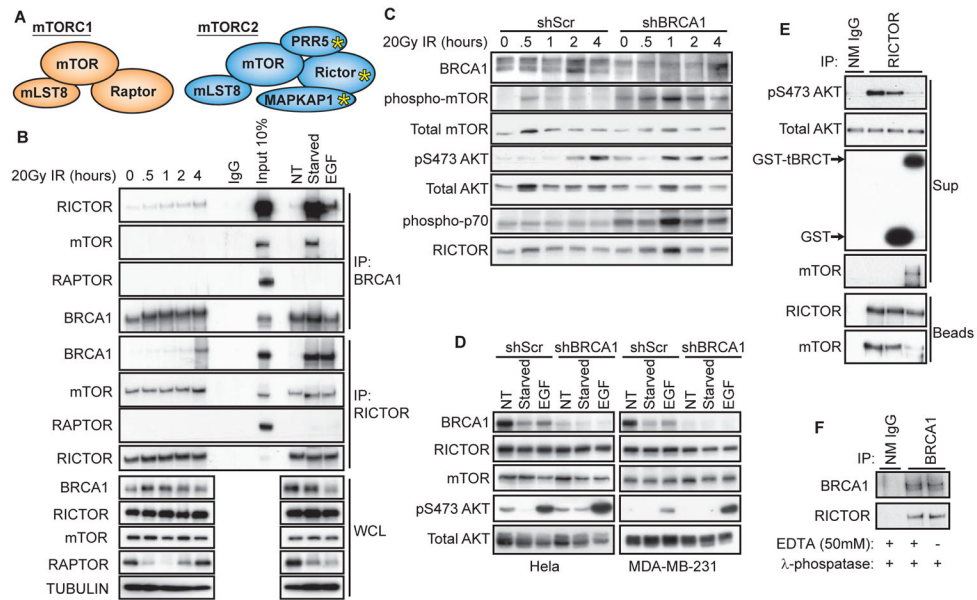 A
mTORC1
mTOR
mLST8
Raptor
mTORC2
PRR5
mTOR
Rictor
mLST8
MAPKAP1
B
20Gy IR (hours)
0 .5 1 2 4 IgG Input 10% NT Starved EGF
RICTOR
mTOR
RAPTOR
BRCA1
IP:
BRCA1
BRCA1
mTOR
RAPTOR
RICTOR
IP:
RICTOR
BRCA1
RICTOR
mTOR
RAPTOR
TUBULIN
WCL
C
shScr shBRCA1
20Gy IR (hours) 0 .5 1 2 4 0 .5 1 2 4
BRCA1
phospho-mTOR
Total mTOR
pS473 AKT
Total AKT
phospho-p70
RICTOR
D
shScr shBRCA1 shScr shBRCA1
NT Starved EGF NT Starved EGF NT Starved EGF NT Starved EGF
BRCA1
RICTOR
mTOR
pS473 AKT
Total AKT
Hela MDA-MB-231
E
IP: NM IgG RICTOR
pS473 AKT
Total AKT
GST-tBRCT
GST
mTOR
Sup
RICTOR
mTOR
Beads
F
IP: NM IgG BRCA1
BRCA1
RICTOR
EDTA (50mM): + + -
λ-phospatase: + + +